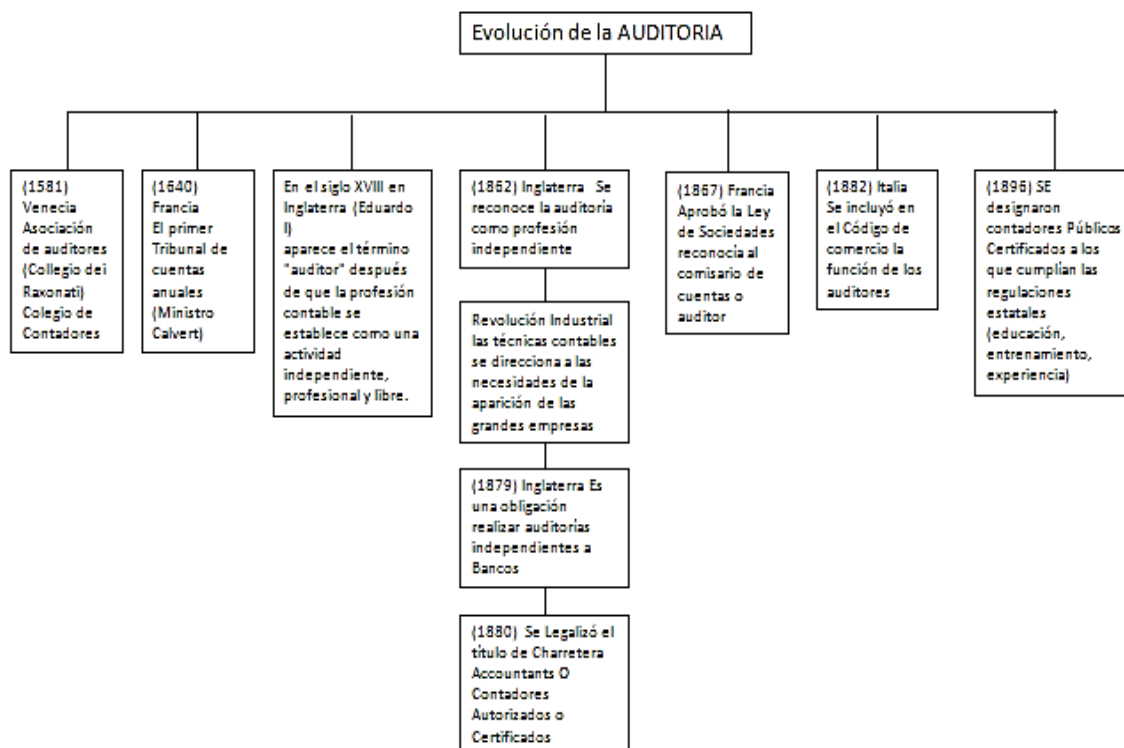 Evolución de la AUDITORIA
(1581)
Venecia
Asociación
de auditores
(Collegio dei
Raxonati)
Colegio de
Contadores
(1640)
Francia
El primer
Tribunal de
cuentas
anuales
(Ministro
Calvert)
En el siglo XVIII en
Inglaterra (Eduardo
I)
aparece el término
"auditor" después
de que la profesión
contable se
establece como una
actividad
independiente,
profesional y libre.
(1862) Inglaterra Se
reconoce la auditoría
como profesión
independiente
Revolución Industrial
las técnicas contables
se direcciona a las
necesidades de la
aparición de las
grandes empresas
(1879) Inglaterra Es
una obligación
realizar auditorías
independientes a
Bancos
(1880) Se Legalizó el
título de Charretera
Accountants O
Contadores
Autorizados o
Certificados
(1867) Francia
Aprobó la Ley
de Sociedades
reconocía al
comisario de
cuentas o
auditor
(1882) Italia
Se incluyó en
el Código de
comercio la
función de los
auditores
(1896) SE
designaron
contadores Públicos
Certificados a los
que cumplían las
regulaciones
estatales
(educación,
entrenamiento,
experiencia)